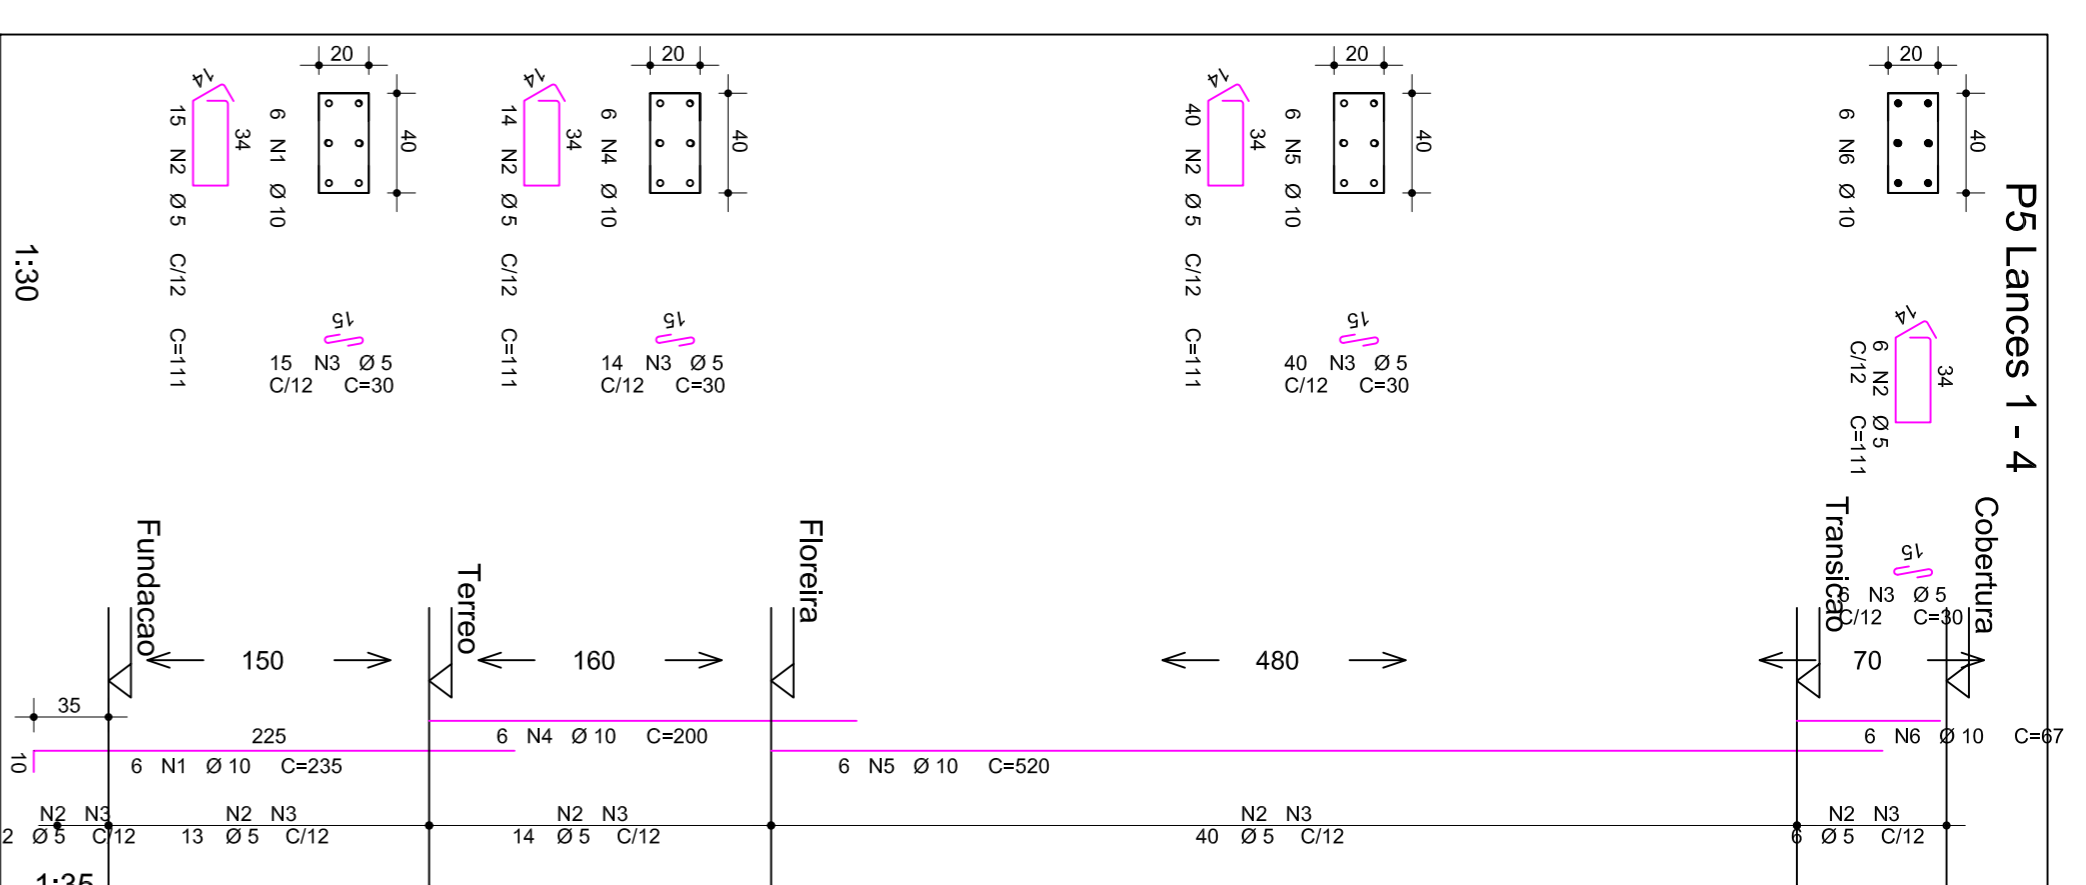 20
20
20
20
14
15 N2 Ø 5 C/12 C=111
34
6 N1 Ø 10
40
14
14 N2 Ø 5 C/12 C=111
34
6 N4 Ø 10
40
14
40 N2 Ø 5 C/12 C=111
34
6 N5 Ø 10
40
6 N6 Ø 10
40
P5 Lances 1 - 4
1:30
15
15 N3 Ø 5
C/12 C=30
15
14 N3 Ø 5
C/12 C=30
15
40 N3 Ø 5
C/12 C=30
14
6 N2 Ø 5
C/12 C=111
34
15
6 N3 Ø 5
C/12 C=30
Fundacao
Terreo
Floreira
Transicao
Cobertura
150
160
480
70
35
225
10
6 N1 Ø 10 C=235
6 N4 Ø 10 C=200
6 N5 Ø 10 C=520
6 N6 Ø 10 C=67
N2 N3
2 Ø 5 C/12
N2 N3
13 Ø 5 C/12
N2 N3
14 Ø 5 C/12
N2 N3
40 Ø 5 C/12
N2 N3
6 Ø 5 C/12
1:35